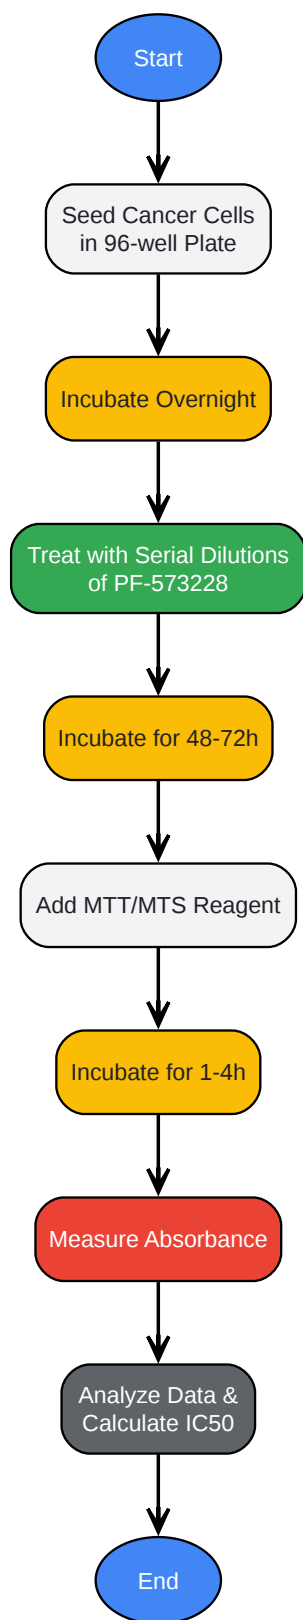 Start
Seed Cancer Cells
in 96-well Plate
Incubate Overnight
Treat with Serial Dilutions
of PF-573228
Incubate for 48-72h
Add MTT/MTS Reagent
Incubate for 1-4h
Measure Absorbance
Analyze Data &
Calculate IC50
End